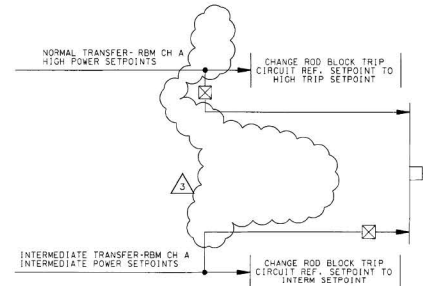 NORMAL TRANSFER- RBM CH A
HIGH POWER SETPOINTS
CHANGE ROD BLOCK TRIP
CIRCUIT REF. SETPOINT TO
HIGH TRIP SETPOINT
3
INTERMEDIATE TRANSFER-RBM CH A
INTERMEDIATE POWER SETPOINTS
CHANGE ROD BLOCK TRIP
CIRCUIT REF. SETPOINT TO
INTERM SETPOINT